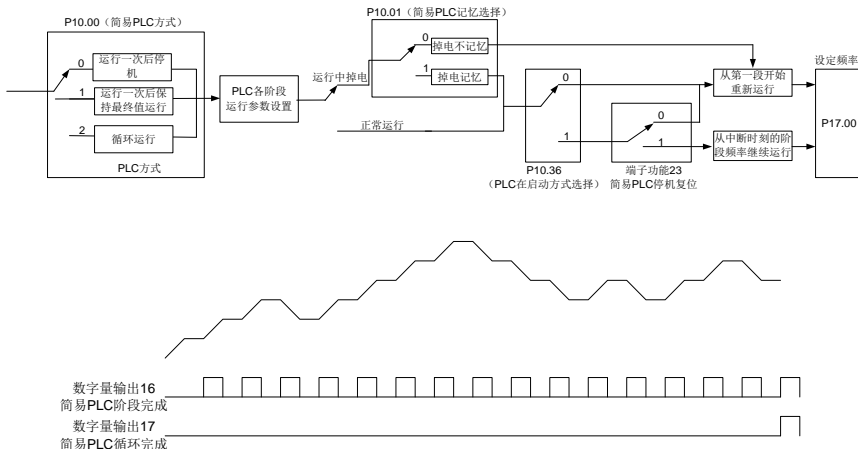 P10.00（简易PLC方式）
0
运行一次后停
机
1
运行一次后保
持最终值运行
2
循环运行
PLC方式
PLC各阶段
运行参数设置
运行中掉电
正常运行
P10.01（简易PLC记忆选择）
0
掉电不记忆
1
掉电记忆
0
1
P10.36
（PLC在启动方式选择）
0
1
端子功能23
简易PLC停机复位
从第一段开始
重新运行
从中断时刻的阶
段频率继续运行
设定频率
P17.00
数字量输出16
简易PLC阶段完成
数字量输出17
简易PLC循环完成